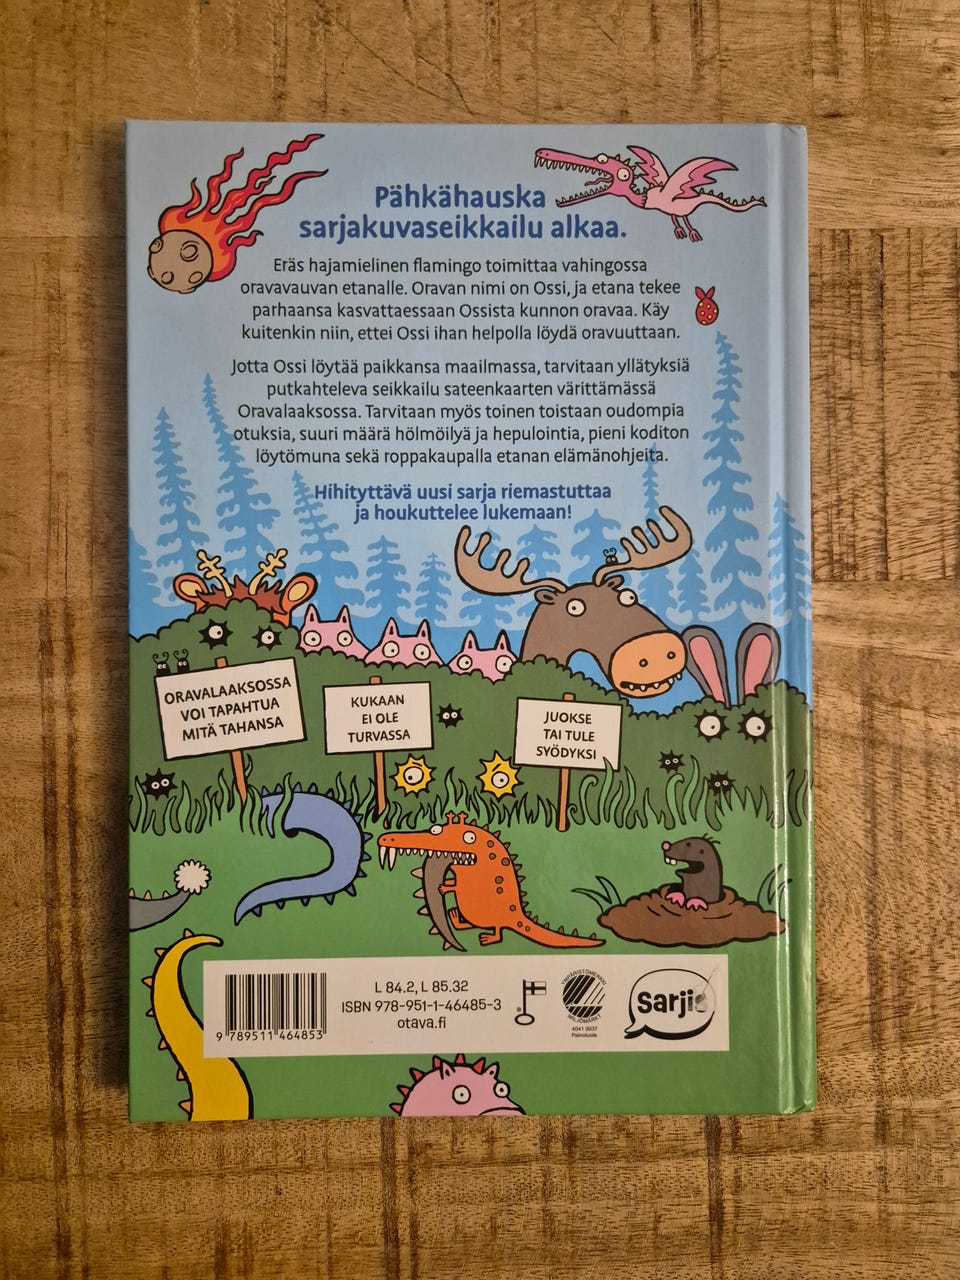 Pähkähauska
sarjakuvaseikkailu alkaa.
Eräs hajamielinen flamingo toimittaa vahingossa
oravavauvan etanalle. Oravan nimi on Ossi, ja etana tekee
parhaansa kasvattaessaan Ossista kunnon oravaa. Käy
kuitenkin niin, ettei Ossi ihan helpolla löydä oravuuttaan.
Jotta Ossi löytää paikkansa maailmassa, tarvitaan yllätyksiä
putkahteleva seikkailu sateenkaarten värittämässä
Oravalaaksossa. Tarvitaan myös toinen toistaan oudompia
otuksia, suuri määrä hölmöilyä ja hepulointia, pieni koditon
löytömuna sekä roppakaupalla etanan elämänohjeita.
Hihityttävä uusi sarja riemastuttaa
ja houkuttelee lukemaan!
ORAVALAAKSOSSA
VOI TAPAHTUA
MITÄ TAHANSA
KUKAAN
EI OLE
TURVASSA
JUOKSE
TAI TULE
SYÖDYKSI
L 84.2, L 85.32
ISBN 978-951-1-46485-3
otava.fi
9 789511 464853
YMPÄRISTÖMERKKI
MILJÖMÄRKT
4041 0037
Painotuote
sarjis